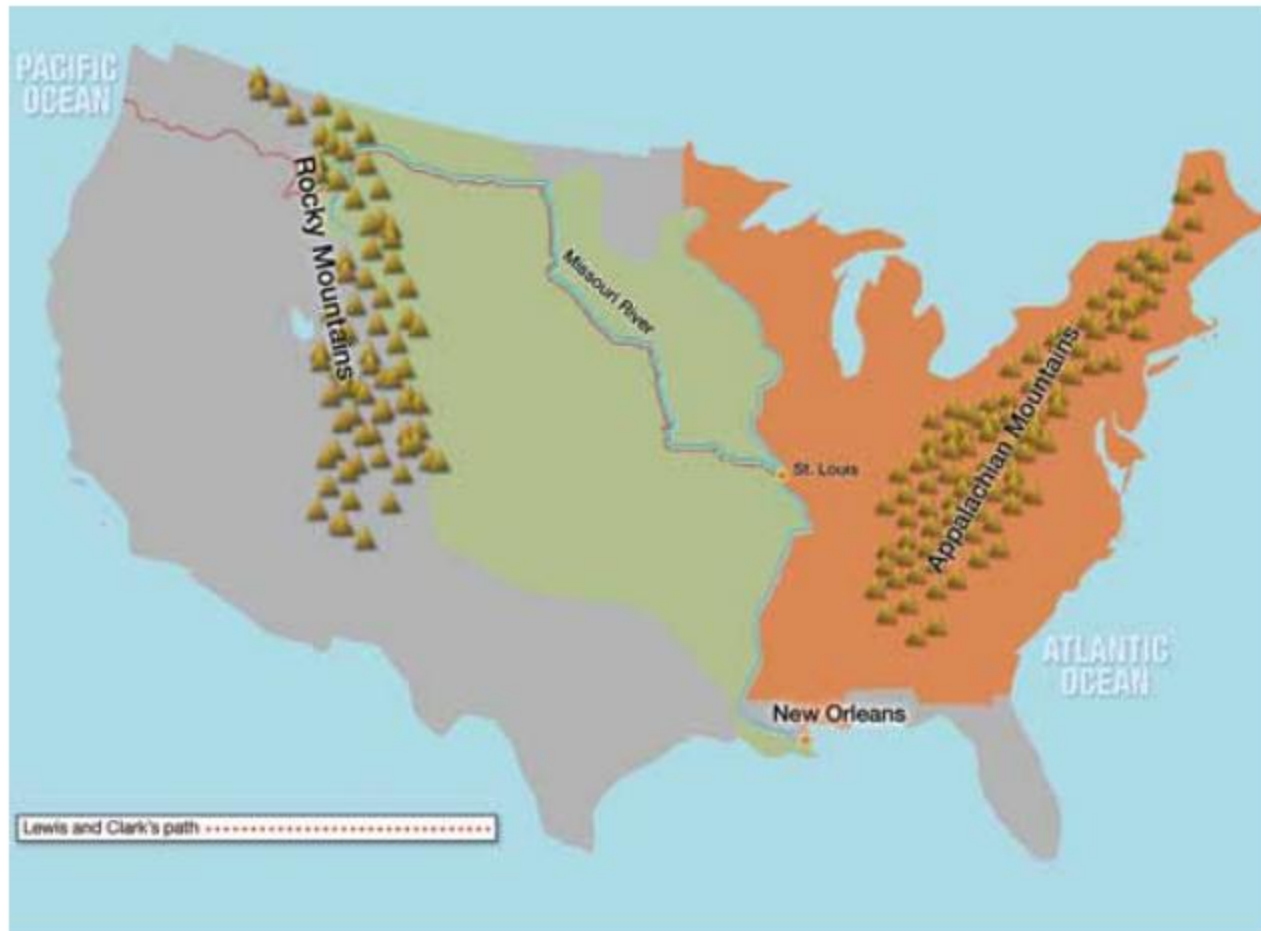 PACIFIC
OCEAN
Rocky Mountains
Missouri River
St. Louis
Appalachian Mountains
ATLANTIC
OCEAN
New Orleans
Lewis and Clark's path